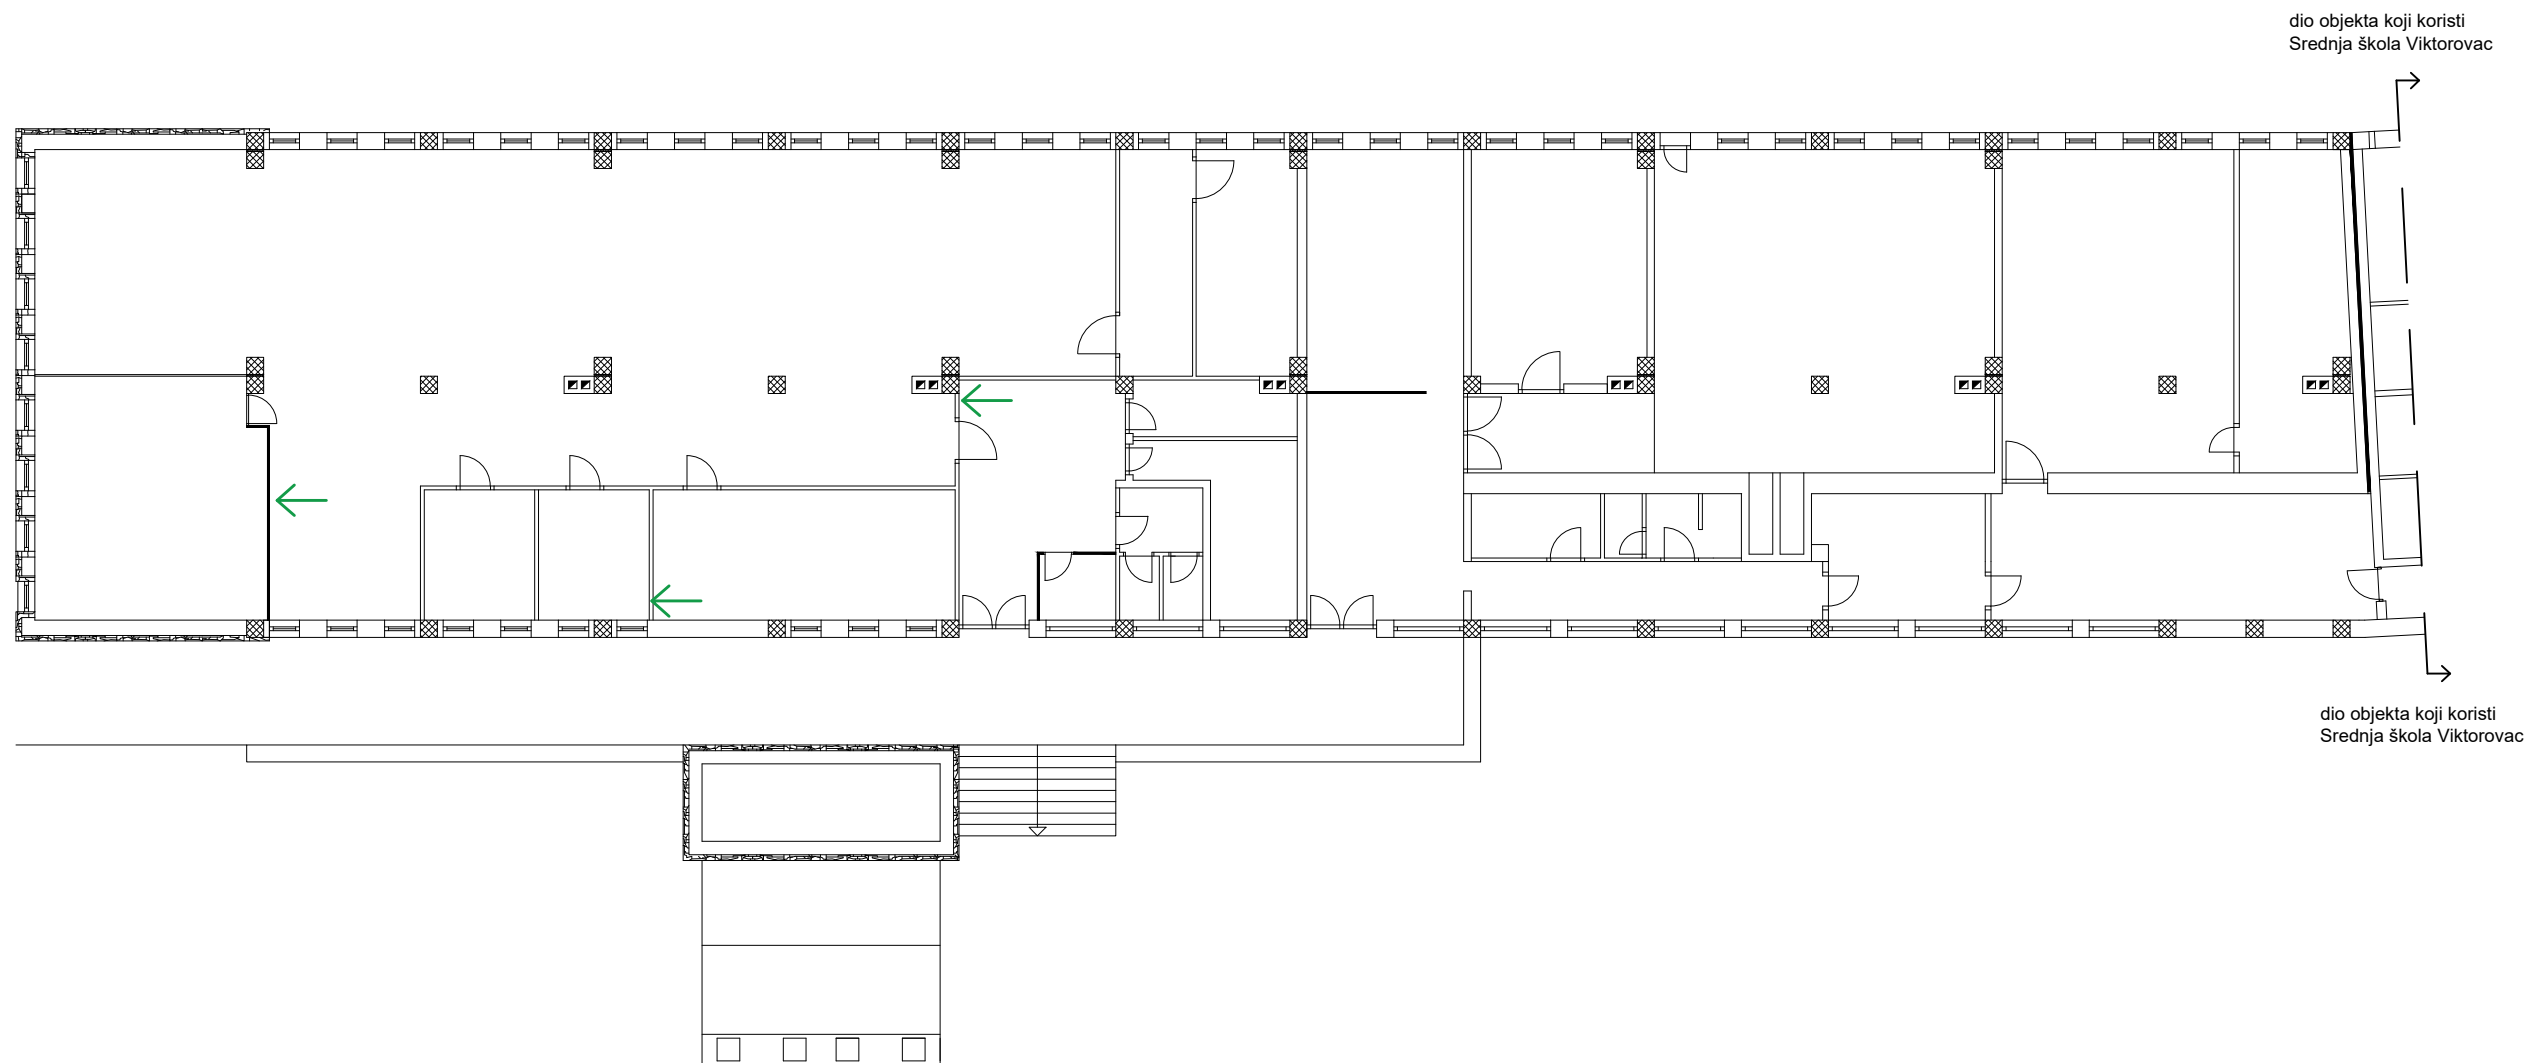 dio objekta koji koristi
Srednja škola Viktorovac
dio objekta koji koristi
Srednja škola Viktorovac